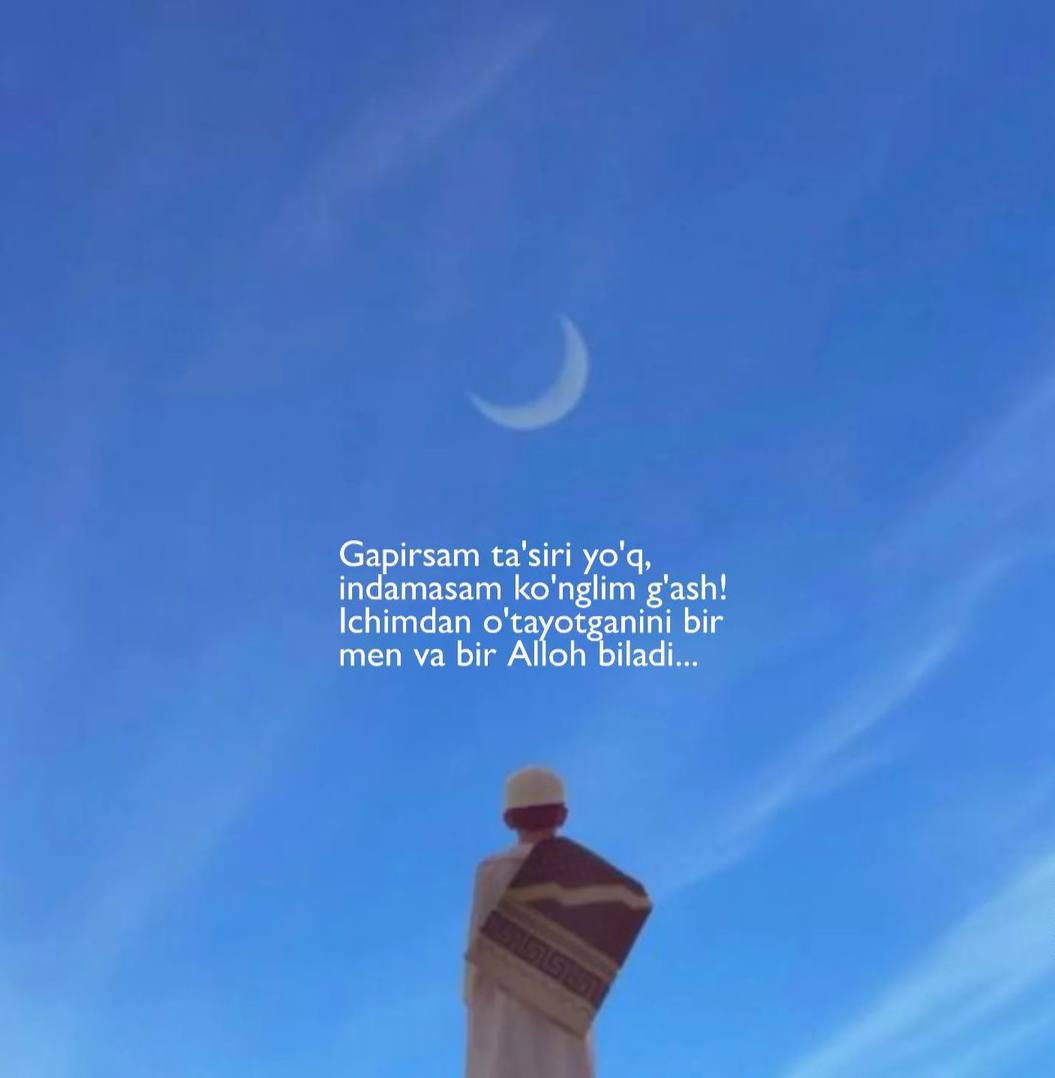 Gapirsam ta'siri yo'q,
indamasam ko'nglim g'ash!
Ichimdan o'tayotganini bir
men va bir Alloh biladi...